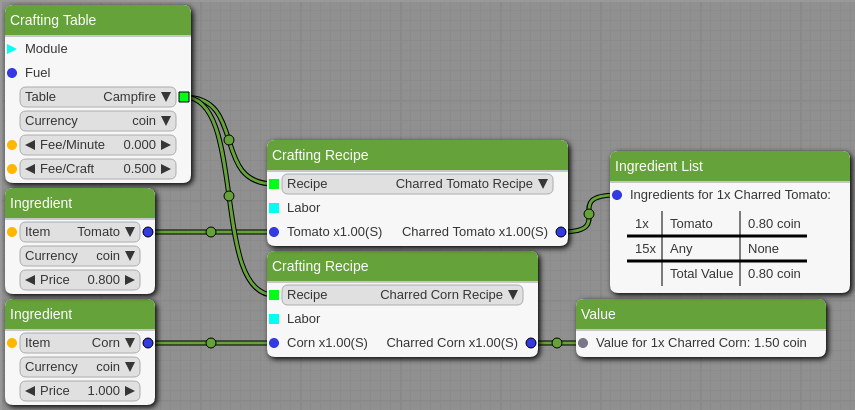 Crafting Table
Module
Fuel
Table Campfire
Currency coin
Fee/Minute 0.000
Fee/Craft 0.500
Ingredient
Item Tomato
Currency coin
Price 0.800
Ingredient
Item Corn
Currency coin
Price 1.000
Crafting Recipe
Recipe Charred Tomato Recipe
Labor
Tomato x1.00(S) Charred Tomato x1.00(S)
Crafting Recipe
Recipe Charred Corn Recipe
Labor
Corn x1.00(S) Charred Corn x1.00(S)
Ingredient List
Ingredients for 1x Charred Tomato:
1x Tomato 0.80 coin
15x Any None
Total Value 0.80 coin
Value
Value for 1x Charred Corn: 1.50 coin